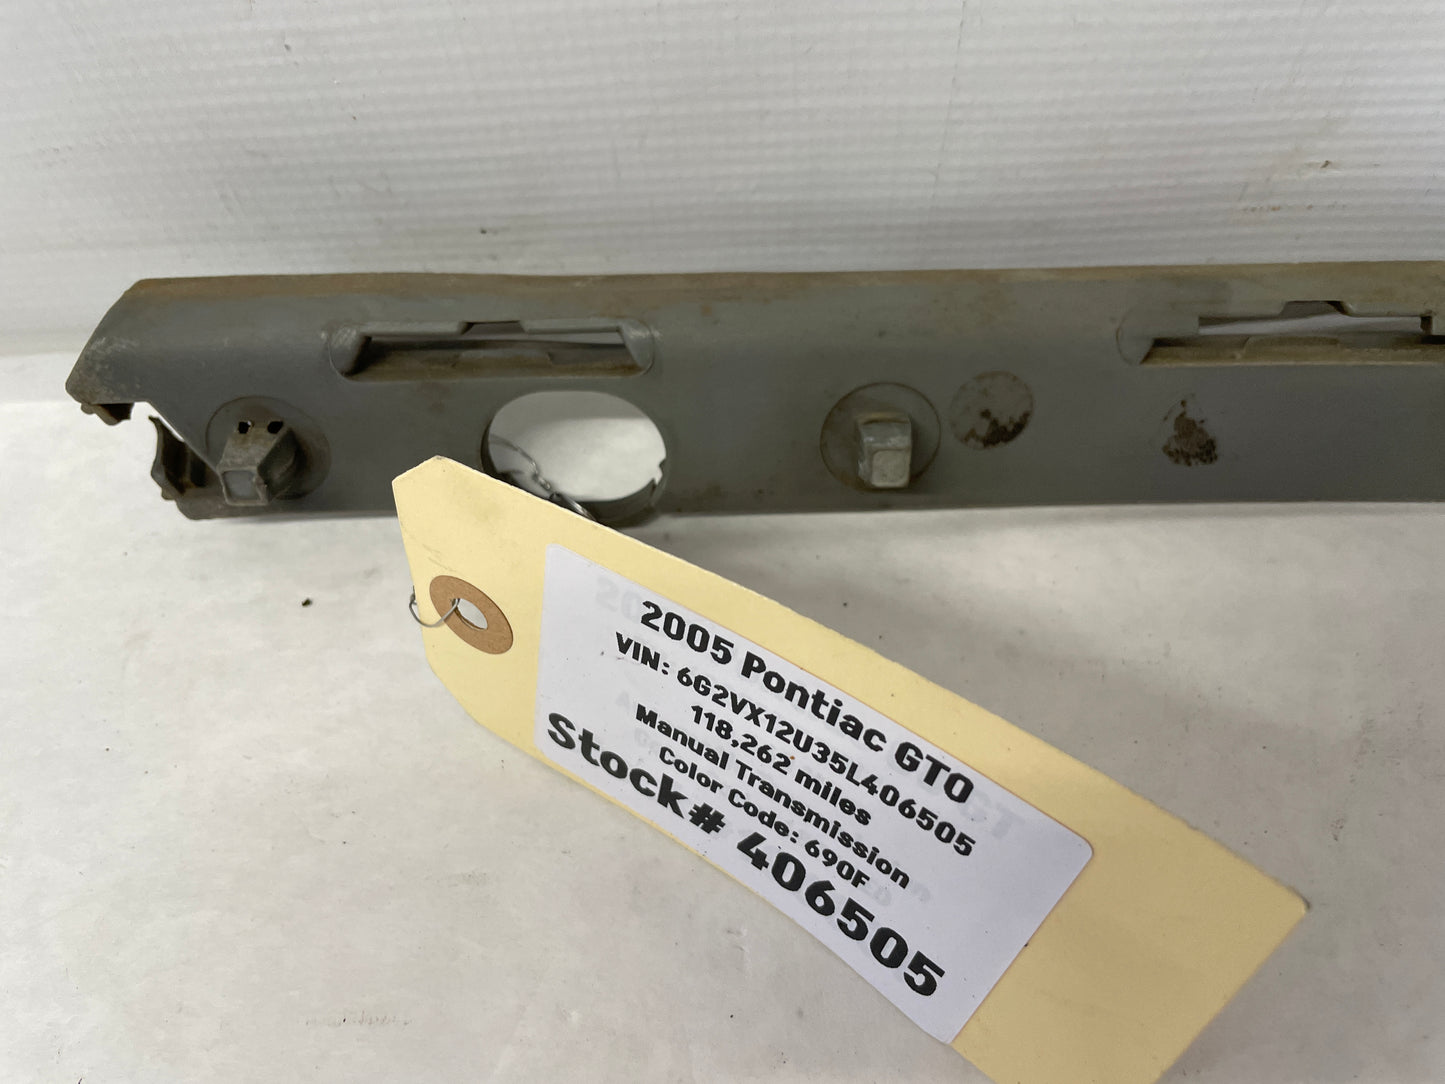 2005 Pontiac GTO
VIN: 6G2VX12U35L406505
118,262 miles
Manual Transmission
Color Code: 690F
Stock# 406505